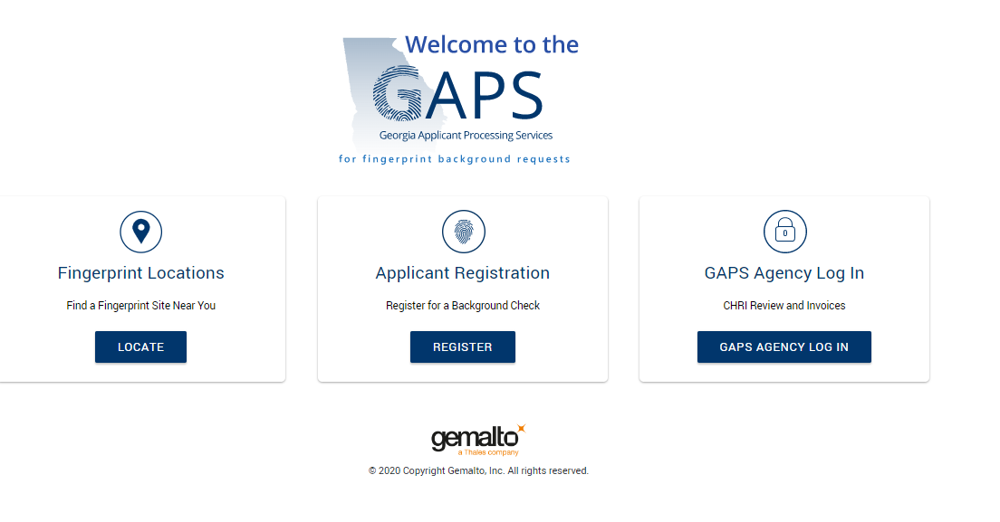 Welcome to the
GAPS
Georgia Applicant Processing Services
for fingerprint background requests
Fingerprint Locations
Find a Fingerprint Site Near You
LOCATE
Applicant Registration
Register for a Background Check
REGISTER
0
GAPS Agency Log In
CHRI Review and Invoices
GAPS AGENCY LOG IN
gemalto
a Thales company
© 2020 Copyright Gemalto, Inc. All rights reserved.